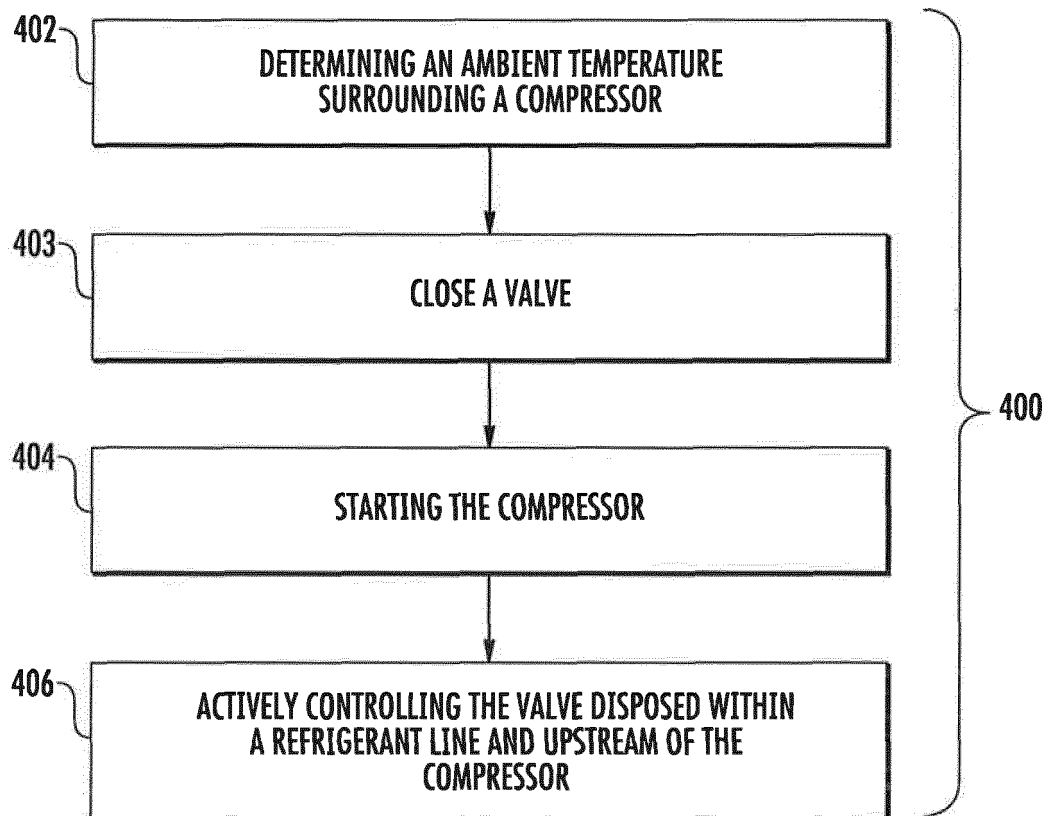 402
DETERMINING AN AMBIENT TEMPERATURE
SURROUNDING A COMPRESSOR
403
CLOSE A VALVE
400
404
STARTING THE COMPRESSOR
406
ACTIVELY CONTROLLING THE VALVE DISPOSED WITHIN
A REFRIGERANT LINE AND UPSTREAM OF THE
COMPRESSOR